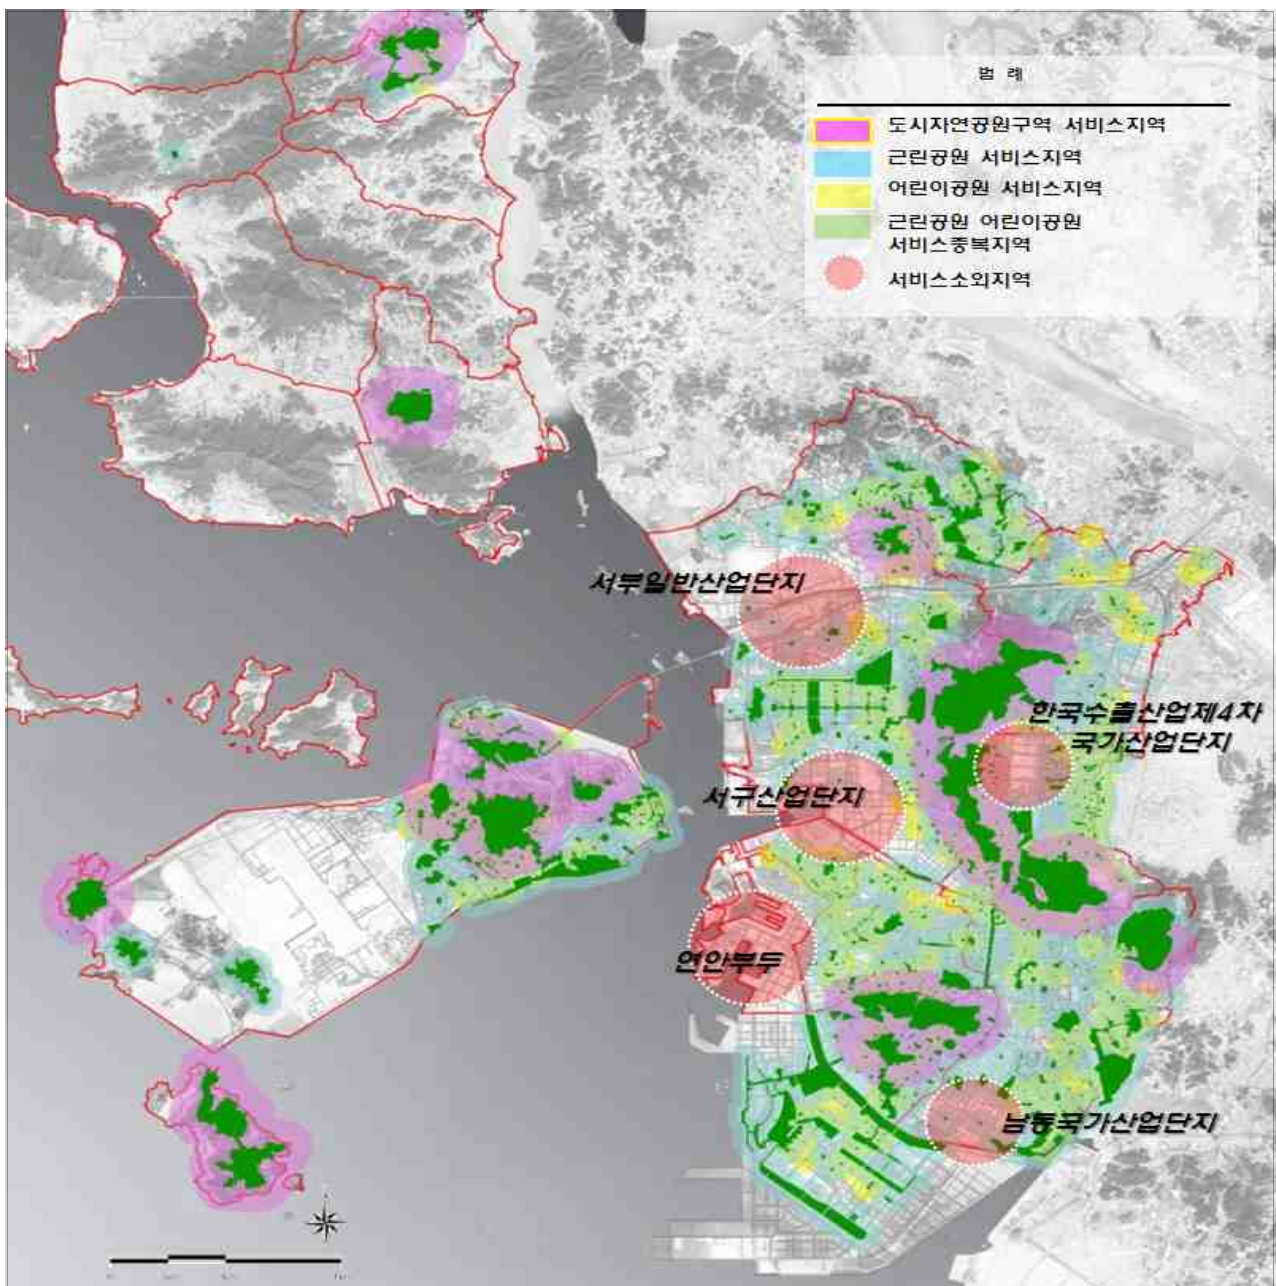 범 례
도시자연공원구역 서비스지역
근린공원 서비스지역
어린이공원 서비스지역
근린공원 어린이공원
서비스중복지역
서비스소외지역
서부일반산업단지
한국수출산업제4차
국가산업단지
서구산업단지
연안부두
남동국가산업단지